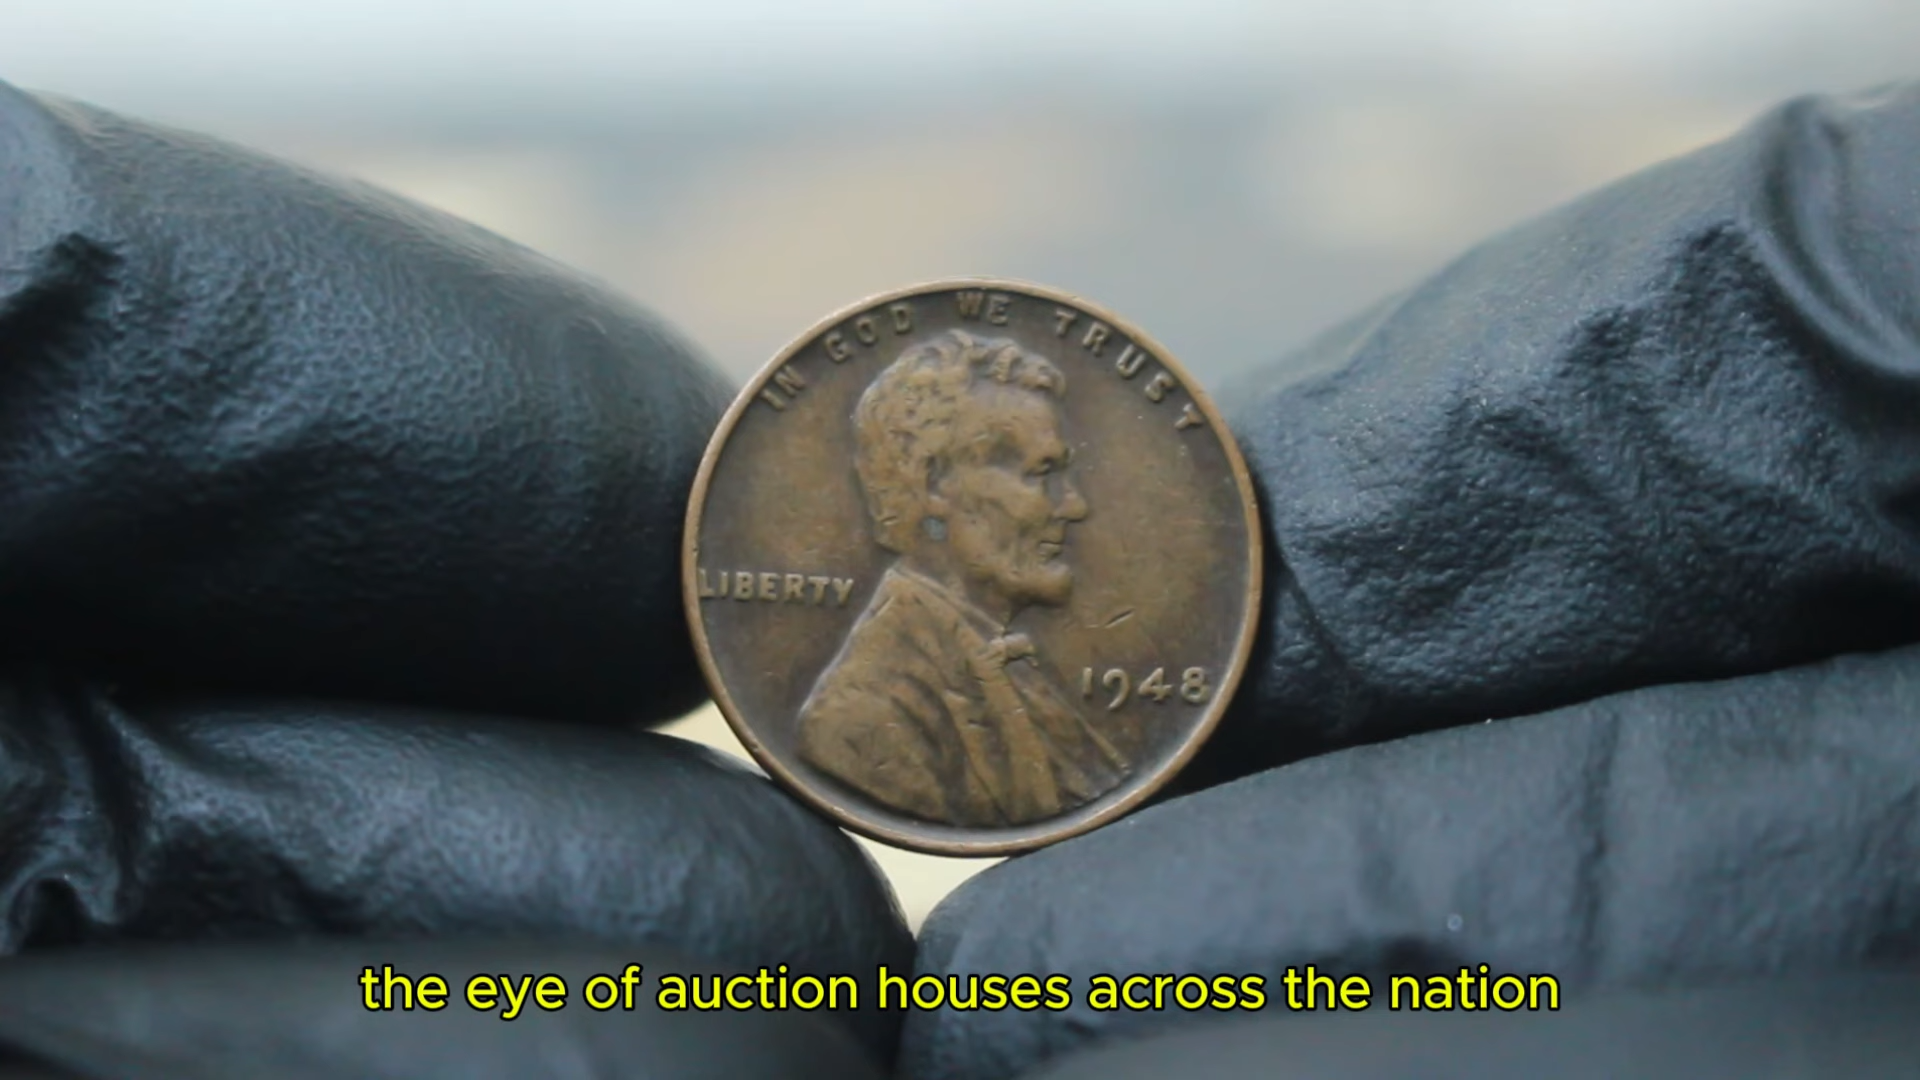 IN GOD WE TRUST
LIBERTY
1948
the eye of auction houses across the nation